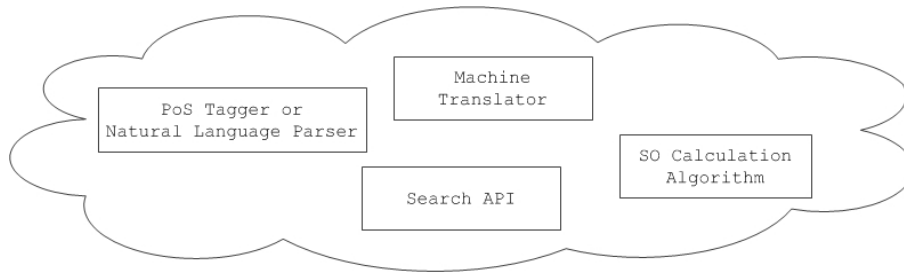 Machine
Translator
PoS Tagger or
Natural Language Parser
SO Calculation
Algorithm
Search API